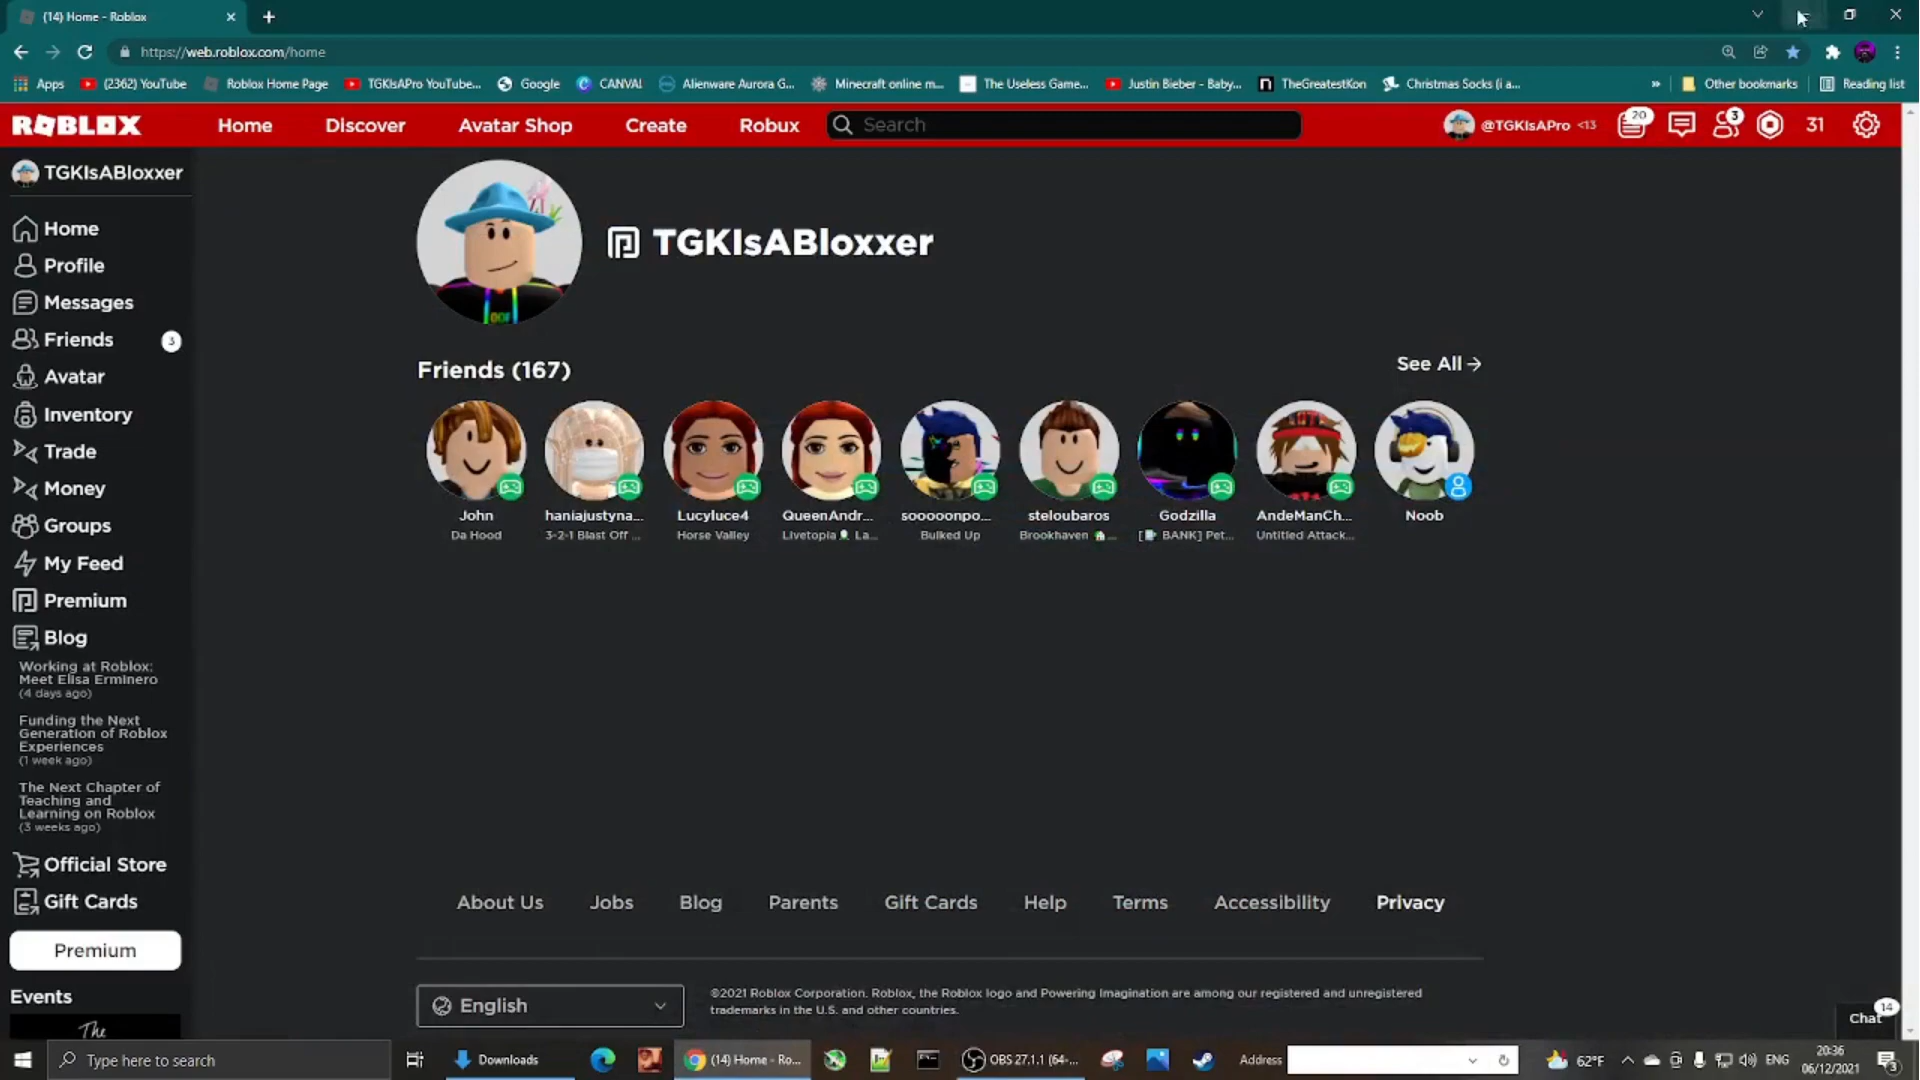 (14) Home - Roblox
https://web.roblox.com/home
Apps
(2362) YouTube
Roblox Home Page
TGKIsAPro YouTube...
Google
CANVA!
Alienware Aurora G...
Minecraft online m...
The Useless Game...
Justin Bieber - Baby...
TheGreatestKon
Christmas Socks (i a...
»
Other bookmarks
Reading list
ROBLOX
Home
Discover
Avatar Shop
Create
Robux
Search
@TGKIsAPro <13
20
3
31
TGKIsABloxxer
Home
Profile
Messages
Friends
3
Avatar
Inventory
Trade
Money
Groups
My Feed
Premium
Blog
Working at Roblox:
Meet Elisa Erminero
(4 days ago)
Funding the Next
Generation of Roblox
Experiences
(1 week ago)
The Next Chapter of
Teaching and
Learning on Roblox
(3 weeks ago)
Official Store
Gift Cards
Premium
Events
The
TGKIsABloxxer
Friends (167)
See All
John
Da Hood
haniajustyna...
3-2-1 Blast Off ...
Lucyluce4
Horse Valley
QueenAndr...
Livetopia La...
sooooonpo...
Bulked Up
steloubaros
Brookhaven ...
Godzilla
[ BANK] Pet...
AndeManCh...
Untitled Attack...
Noob
About Us
Jobs
Blog
Parents
Gift Cards
Help
Terms
Accessibility
Privacy
English
©2021 Roblox Corporation. Roblox, the Roblox logo and Powering Imagination are among our registered and unregistered
trademarks in the U.S. and other countries.
Chat
14
Type here to search
Downloads
(14) Home - Ro...
OBS 27.1.1 (64-...
Address
62°F
ENG
20:36
06/12/2021
3